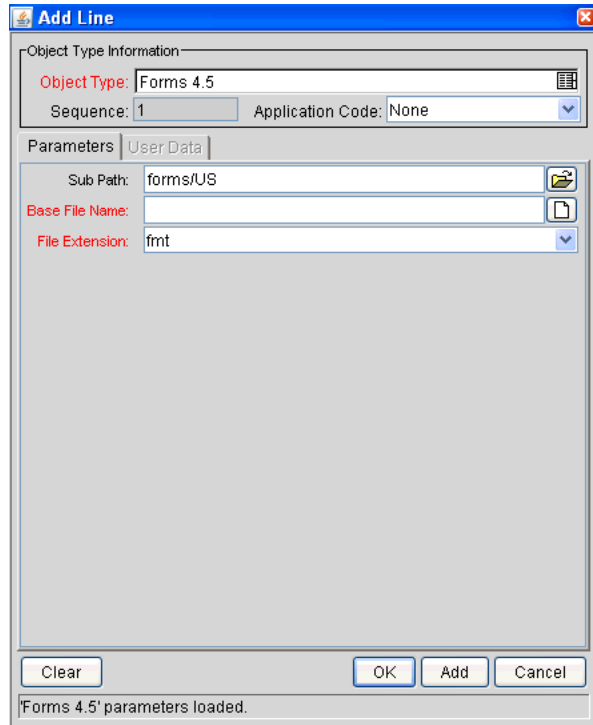 Add Line
Object Type Information
Object Type: Forms 4.5
Sequence: 1 Application Code: None
Parameters User Data
Sub Path: forms/US
Base File Name:
File Extension: fmt
Clear OK Add Cancel
'Forms 4.5' parameters loaded.